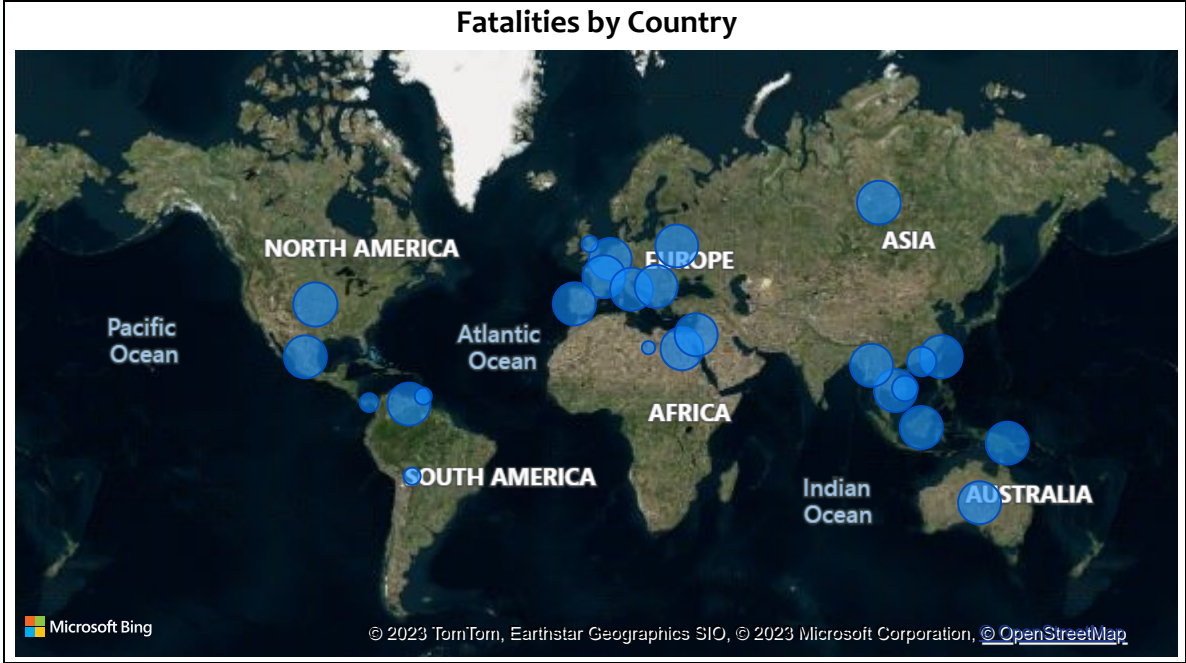 Fatalities by Country
NORTH AMERICA
EUROPE
ASIA
Pacific
Ocean
Atlantic
Ocean
AFRICA
SOUTH AMERICA
Indian
Ocean
AUSTRALIA
Microsoft Bing
© 2023 TomTom, Earthstar Geographics SIO, © 2023 Microsoft Corporation, © OpenStreetMap